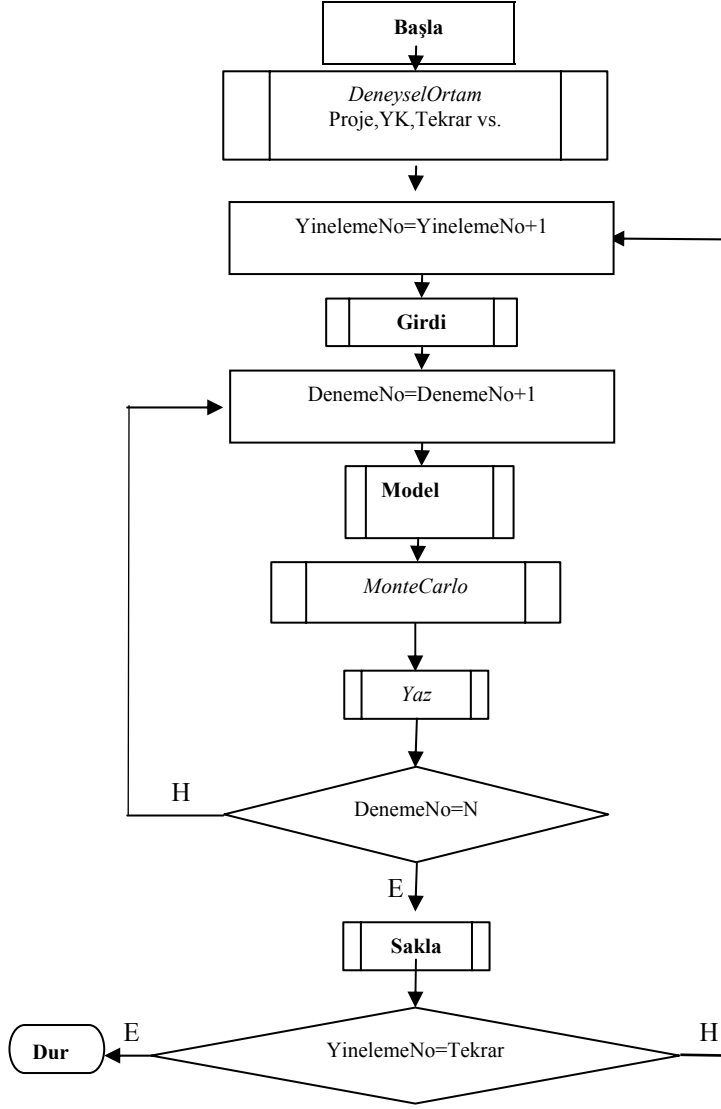 Başla
DeneyselOrtam
Proje,YK,Tekrar vs.
YinelemeNo=YinelemeNo+1
Girdi
DenemeNo=DenemeNo+1
Model
MonteCarlo
Yaz
H
DenemeNo=N
E
Sakla
E
H
YinelemeNo=Tekrar
Dur